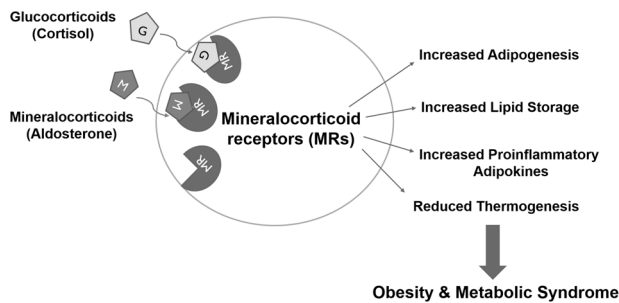 Glucocorticoids
(Cortisol)
G
G
MR
Mineralocorticoids
(Aldosterone)
M
M
MR
MR
Mineralocorticoid
receptors (MRs)
Increased Adipogenesis
Increased Lipid Storage
Increased Proinflammatory
Adipokines
Reduced Thermogenesis
Obesity & Metabolic Syndrome